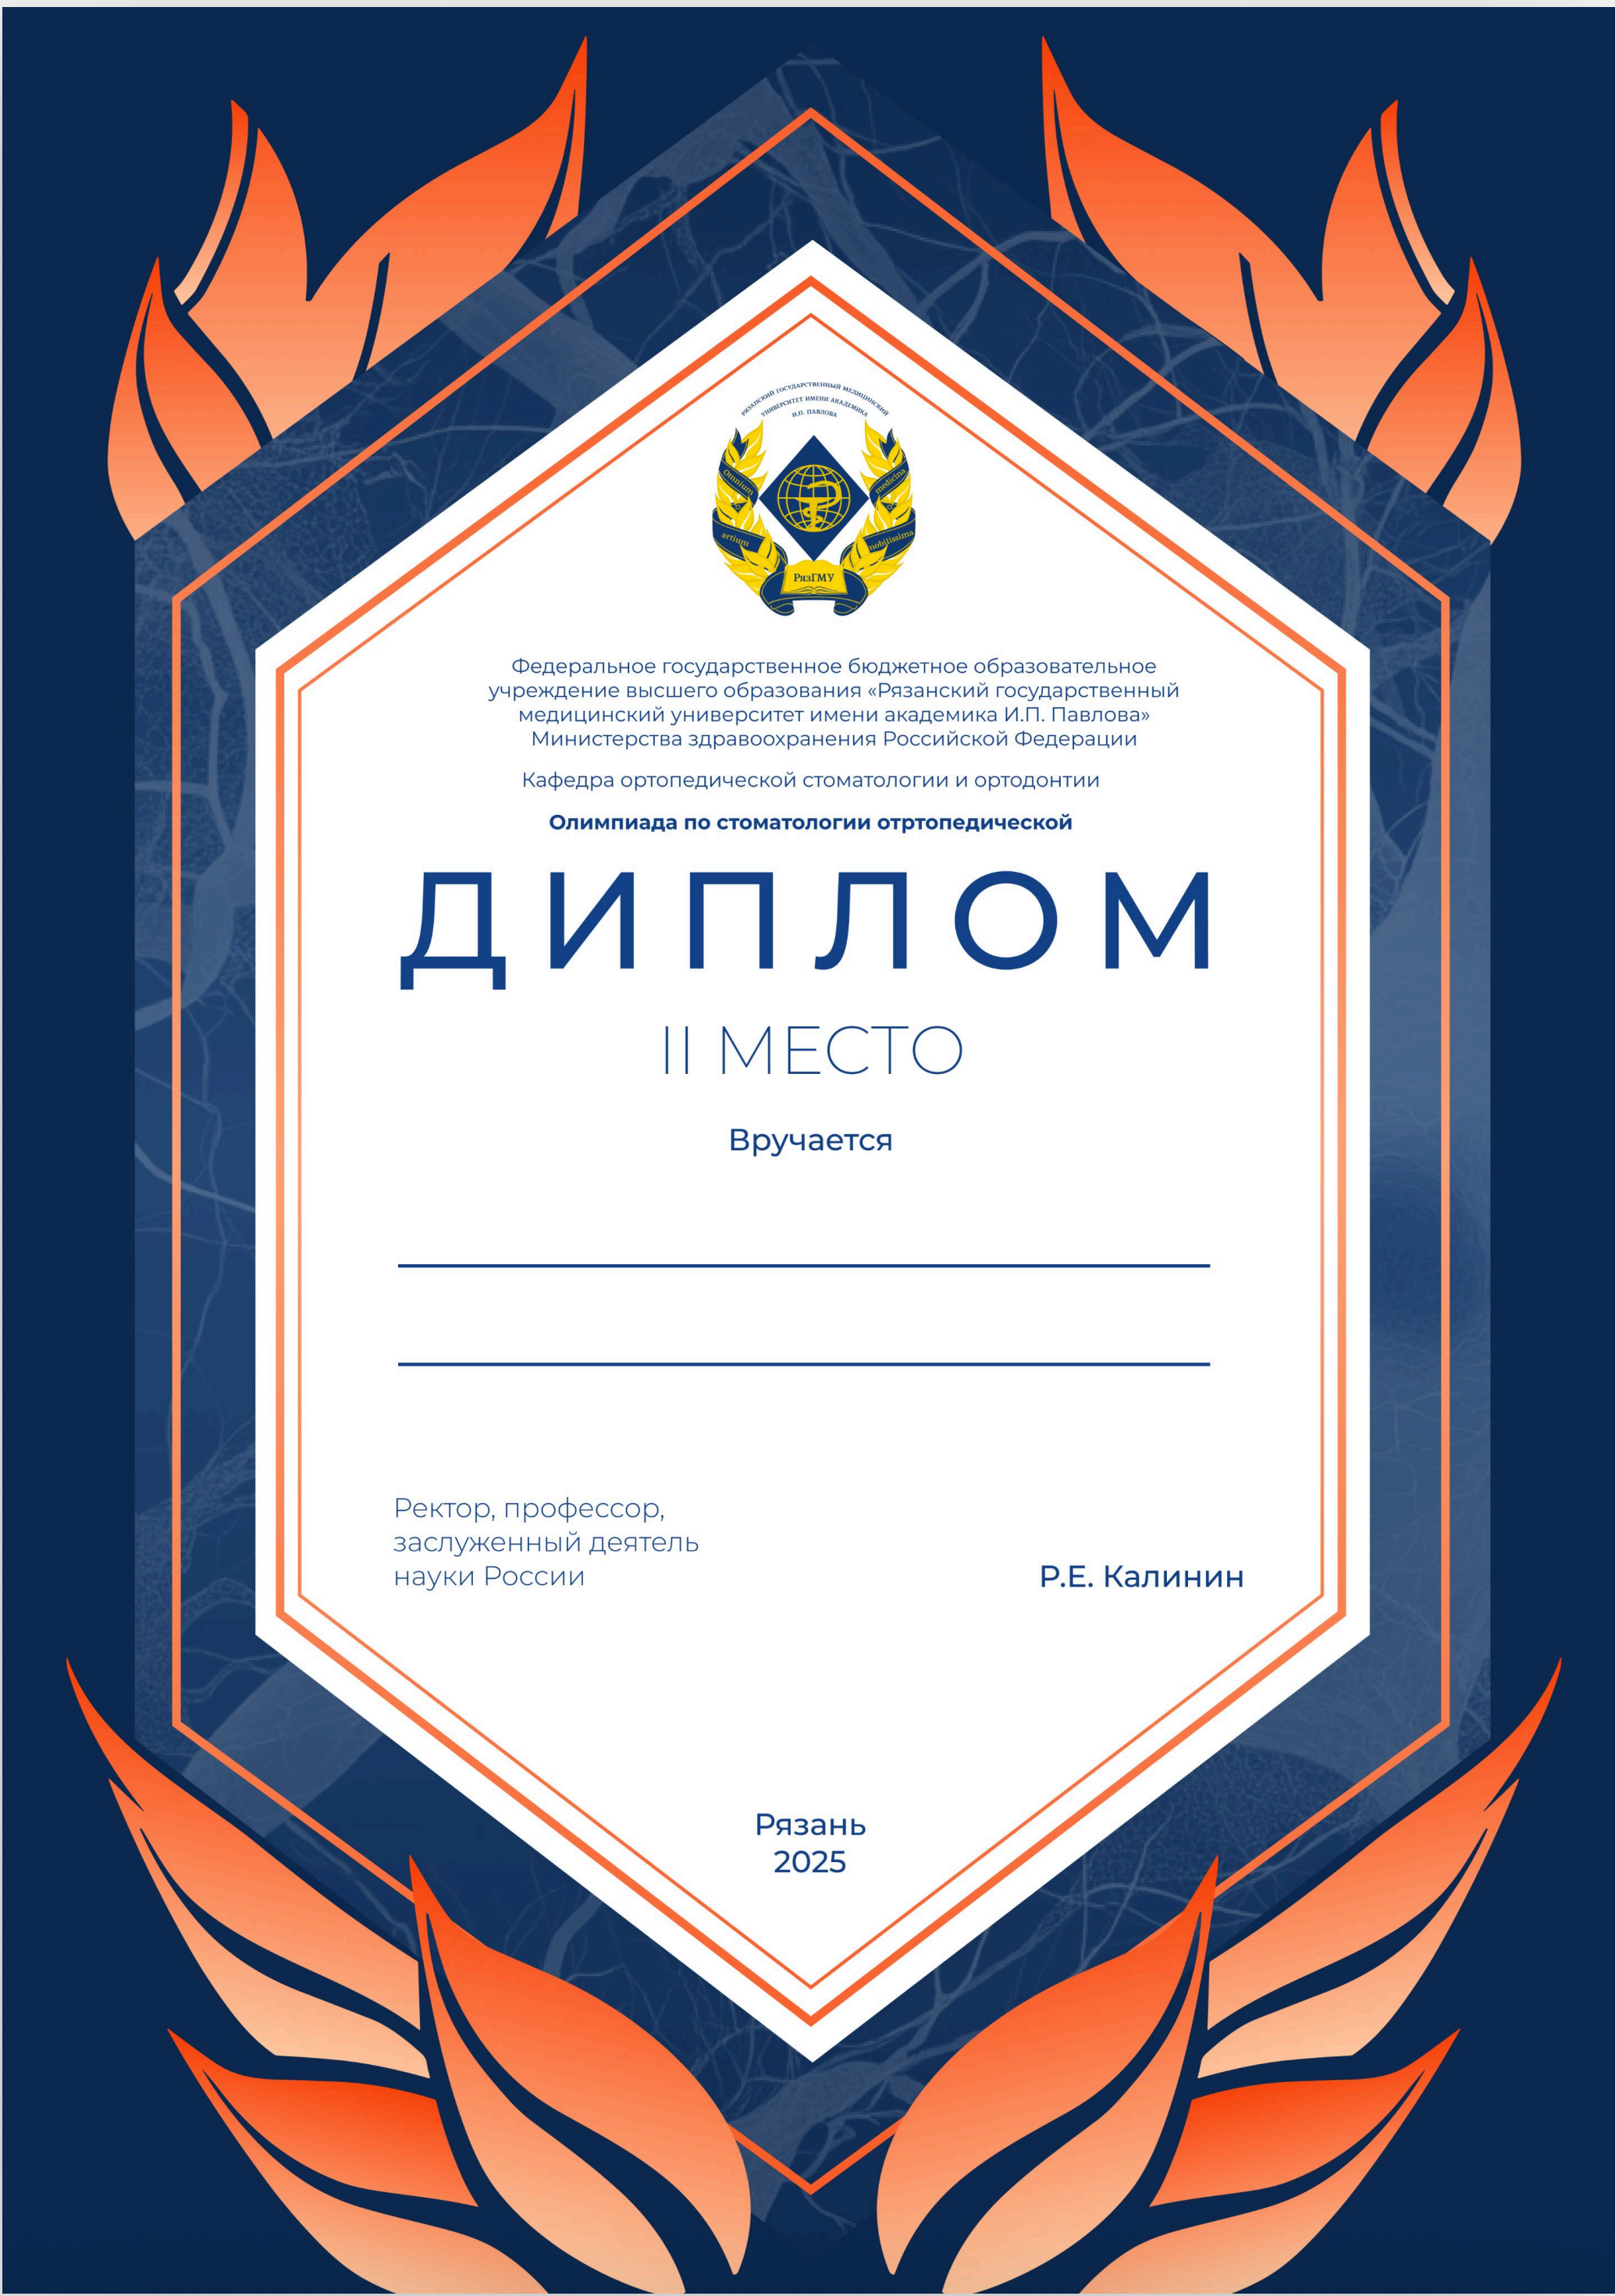 РЯЗАНСКИЙ ГОСУДАРСТВЕННЫЙ МЕДИЦИНСКИЙ
УНИВЕРСИТЕТ ИМЕНИ АКАДЕМИКА
И.П. ПАВЛОВА
Omnium medicina
artium nobilissima
РязГМУ
Федеральное государственное бюджетное образовательное
учреждение высшего образования «Рязанский государственный
медицинский университет имени академика И.П. Павлова»
Министерства здравоохранения Российской Федерации
Кафедра ортопедической стоматологии и ортодонтии
Олимпиада по стоматологии отртопедической
ДИПЛОМ
II МЕСТО
Вручается
Ректор, профессор,
заслуженный деятель
науки России
Р.Е. Калинин
Рязань
2025